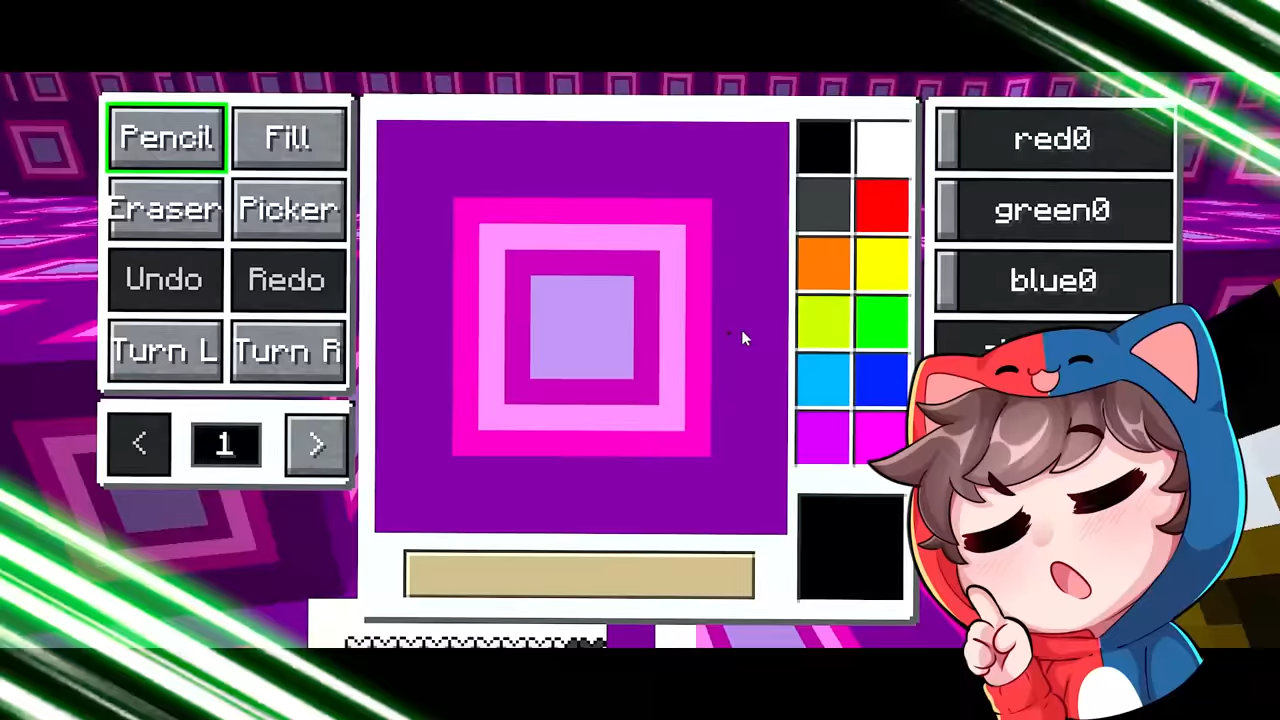 Pencil Fill
Eraser Picker
Undo Redo
Turn L Turn R
< 1 >
red0
green0
blue0